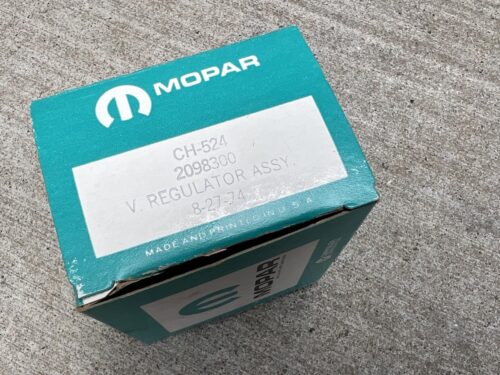 MOPAR
CH-524
2098300
V. REGULATOR ASSY.
8-27-74
MADE AND PRINTED IN U.S.A.
MOPAR